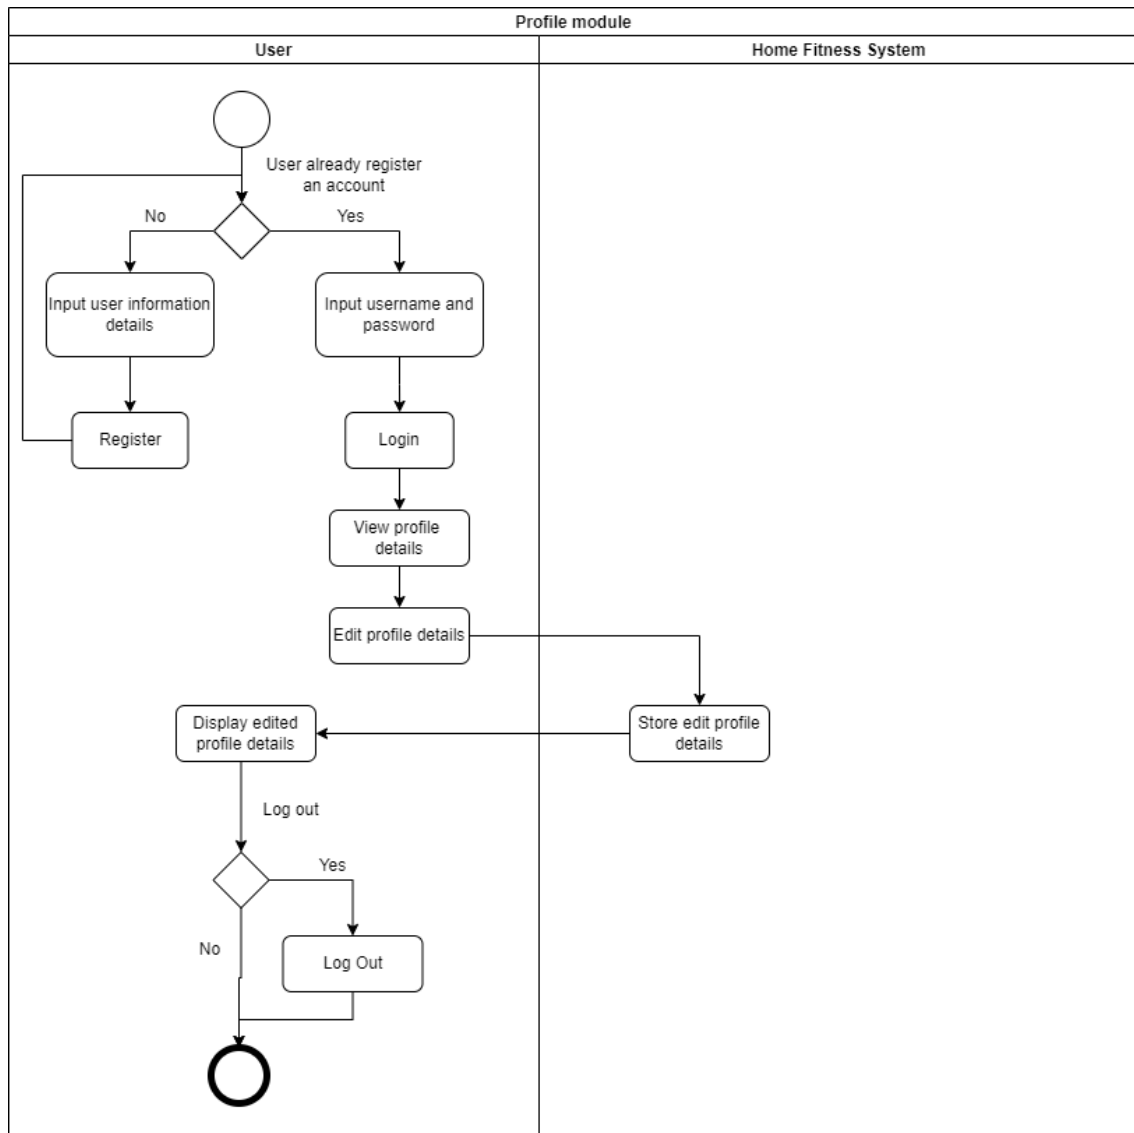 Profile module
User
Home Fitness System
User already register
an account
No
Yes
Input user information
details
Input username and
password
Register
Login
View profile
details
Edit profile details
Display edited
profile details
Store edit profile
details
Log out
Yes
No
Log Out